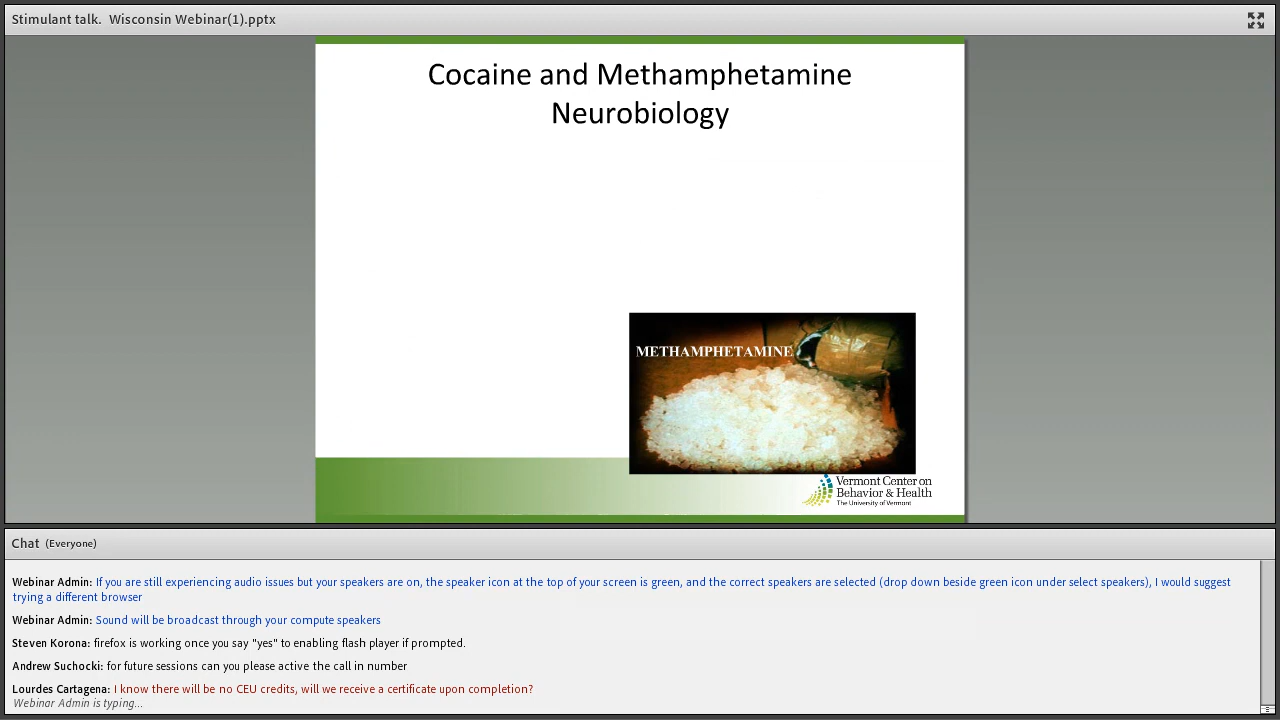 Stimulant talk. Wisconsin Webinar(1).pptx
Cocaine and Methamphetamine
Neurobiology
METHAMPHETAMINE
Vermont Center on
Behavior & Health
The University of Vermont
Chat (Everyone)
Webinar Admin: If you are still experiencing audio issues but your speakers are on, the speaker icon at the top of your screen is green, and the correct speakers are selected (drop down beside green icon under select speakers), I would suggest
trying a different browser
Webinar Admin: Sound will be broadcast through your compute speakers
Steven Korona: firefox is working once you say "yes" to enabling flash player if prompted.
Andrew Suchocki: for future sessions can you please active the call in number
Lourdes Cartagena: I know there will be no CEU credits, will we receive a certificate upon completion?
Webinar Admin is typing...